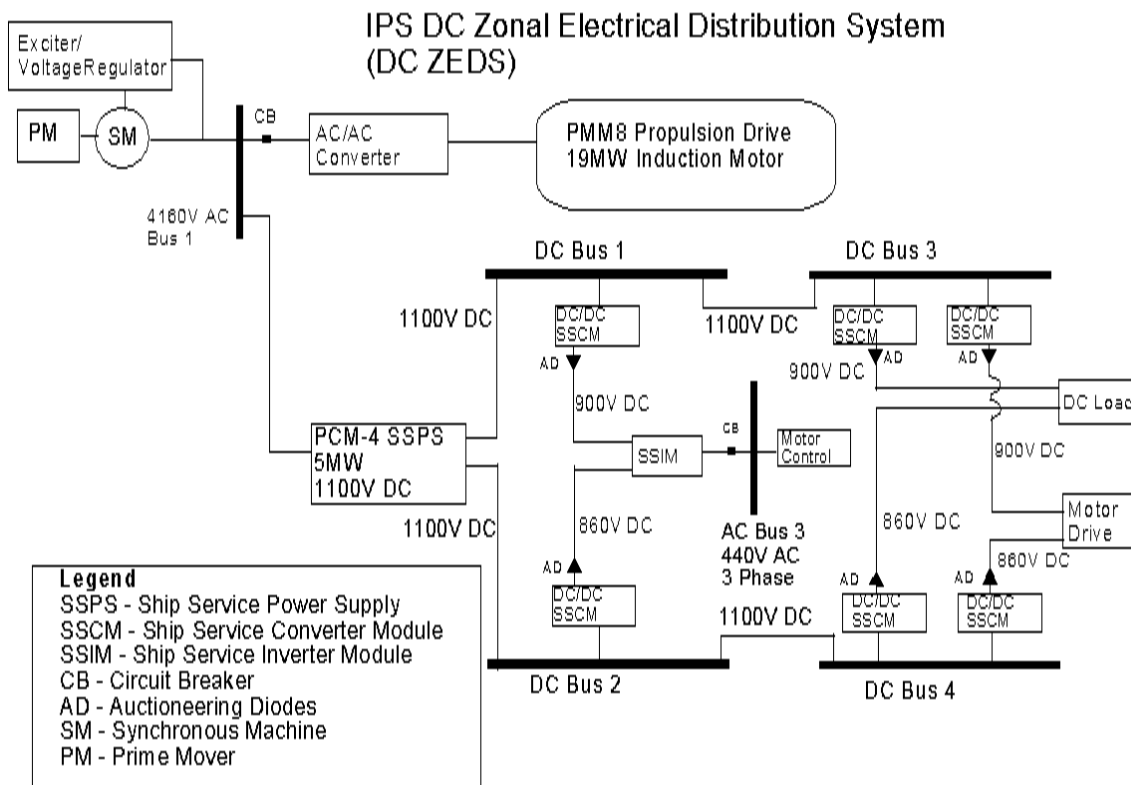 IPS DC Zonal Electrical Distribution System
(DC ZEDS)
Exciter/
VoltageRegulator
PM
SM
CB
AC/AC
Converter
PMM8 Propulsion Drive
19MW Induction Motor
4160V AC
Bus 1
DC Bus 1
DC Bus 3
1100V DC
DC/DC
SSCM
1100V DC
DC/DC
SSCM
DC/DC
SSCM
AD
AD
AD
900V DC
900V DC
DC Load
PCM-4 SSPS
5MW
1100V DC
SSIM
CB
Motor
Control
900V DC
1100V DC
860V DC
AC Bus 3
440V AC
3 Phase
860V DC
Motor
Drive
860V DC
AD
AD
AD
DC/DC
SSCM
1100V DC
DC/DC
SSCM
DC/DC
SSCM
DC Bus 2
DC Bus 4
Legend
SSPS - Ship Service Power Supply
SSCM - Ship Service Converter Module
SSIM - Ship Service Inverter Module
CB - Circuit Breaker
AD - Auctioneering Diodes
SM - Synchronous Machine
PM - Prime Mover